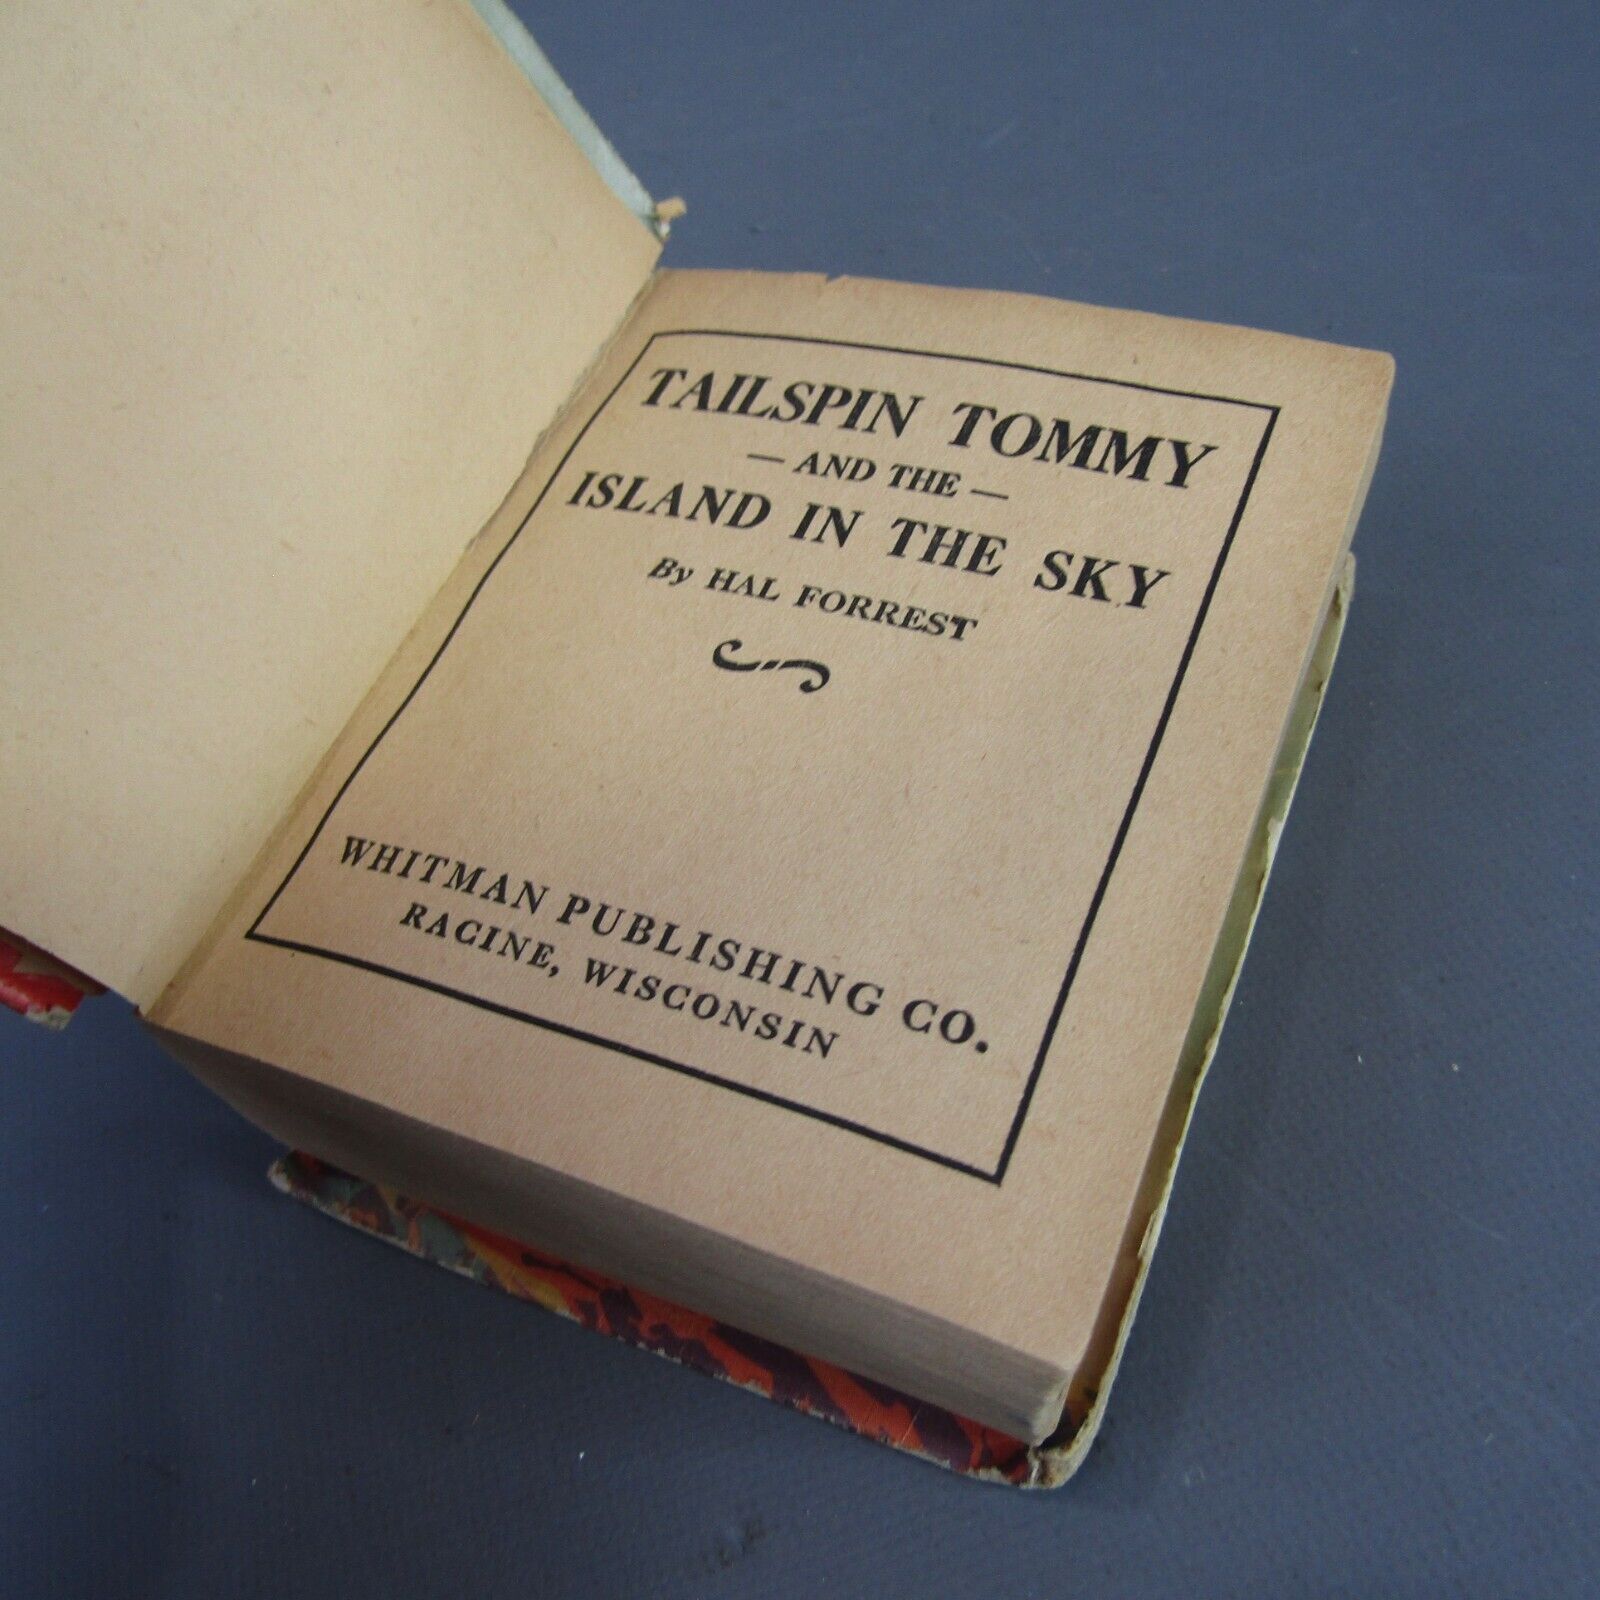 TAILSPIN TOMMY
— AND THE —
ISLAND IN THE SKY
By HAL FORREST
WHITMAN PUBLISHING CO.
RACINE, WISCONSIN